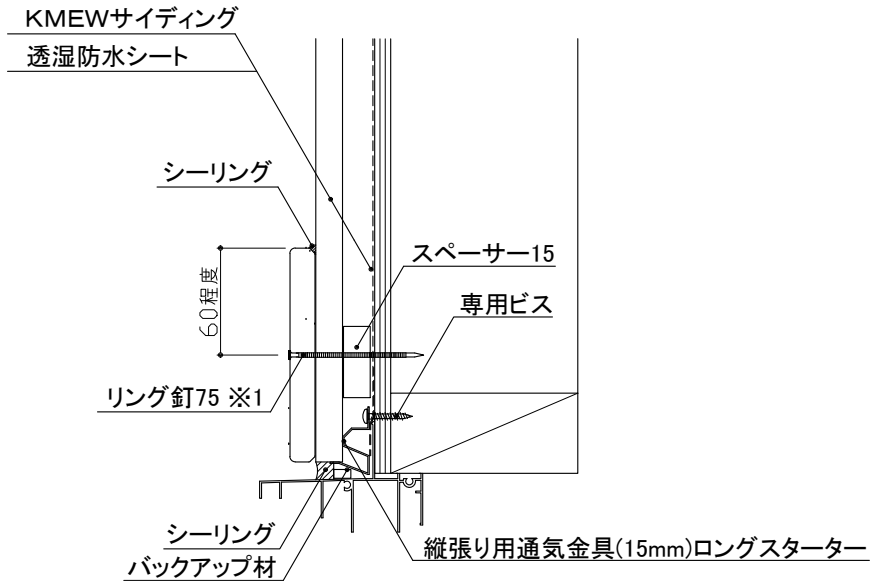 KMEWサイディング
透湿防水シート
シーリング
スペーサー15
60程度
専用ビス
リング釘75 ※1
シーリング
縦張り用通気金具(15mm)ロングスターター
バックアップ材